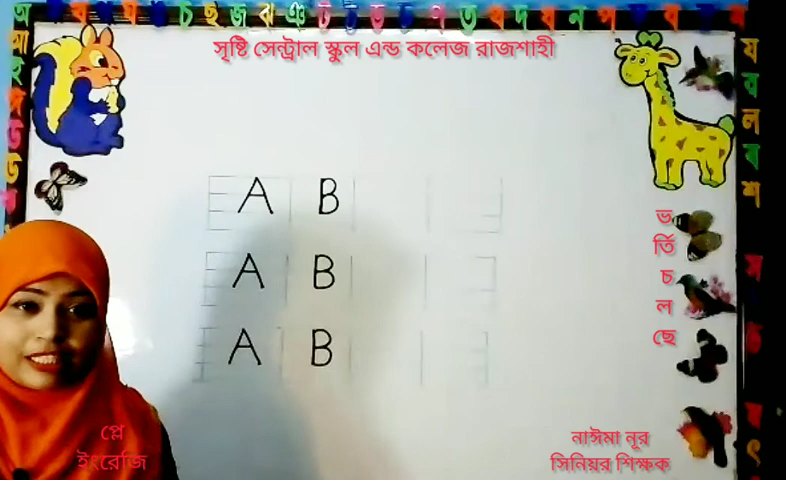 অ
চ ছ জ ঝ ঞ ট
সৃষ্টি সেন্ট্রাল স্কুল এন্ড কলেজ রাজশাহী
আ
ই
য
র
ল
ব
শ
A B
A B
A B
ভ
র্তি
চ
ল
ছে
প্লে
ইংরেজি
নাঈমা নূর
সিনিয়র শিক্ষক